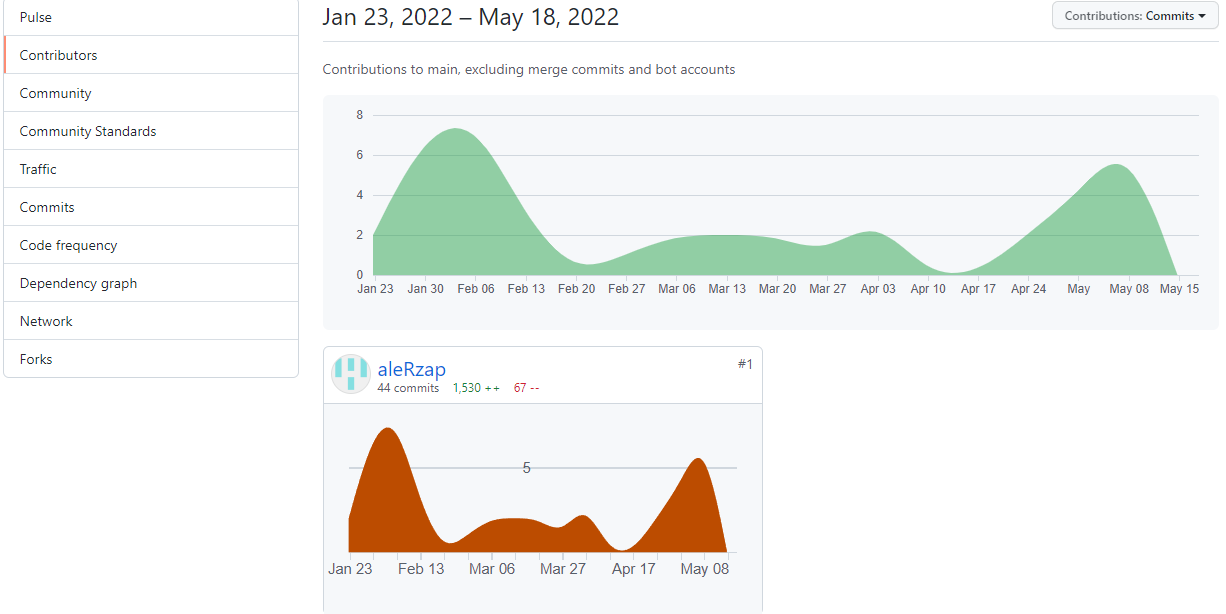 Pulse
Contributors
Community
Community Standards
Traffic
Commits
Code frequency
Dependency graph
Network
Forks
Jan 23, 2022 – May 18, 2022
Contributions: Commits
Contributions to main, excluding merge commits and bot accounts
8
6
4
2
0
Jan 23 Jan 30 Feb 06 Feb 13 Feb 20 Feb 27 Mar 06 Mar 13 Mar 20 Mar 27 Apr 03 Apr 10 Apr 17 Apr 24 May May 08 May 15
aleRzap #1
44 commits 1,530 ++ 67 --
5
Jan 23 Feb 13 Mar 06 Mar 27 Apr 17 May 08